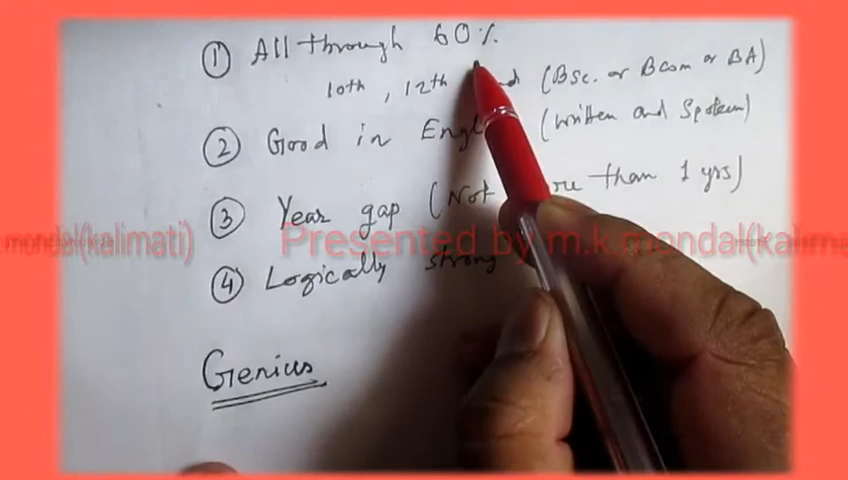 ① All through 60%
10th, 12th (BSc. or BCom or BA)
② Good in Engl (written and Spoken)
③ Year gap (Not than 1 yrs)
④ Logically strong
Genius
mondal(kalimati)
Presented by m.k.mondal(kalima